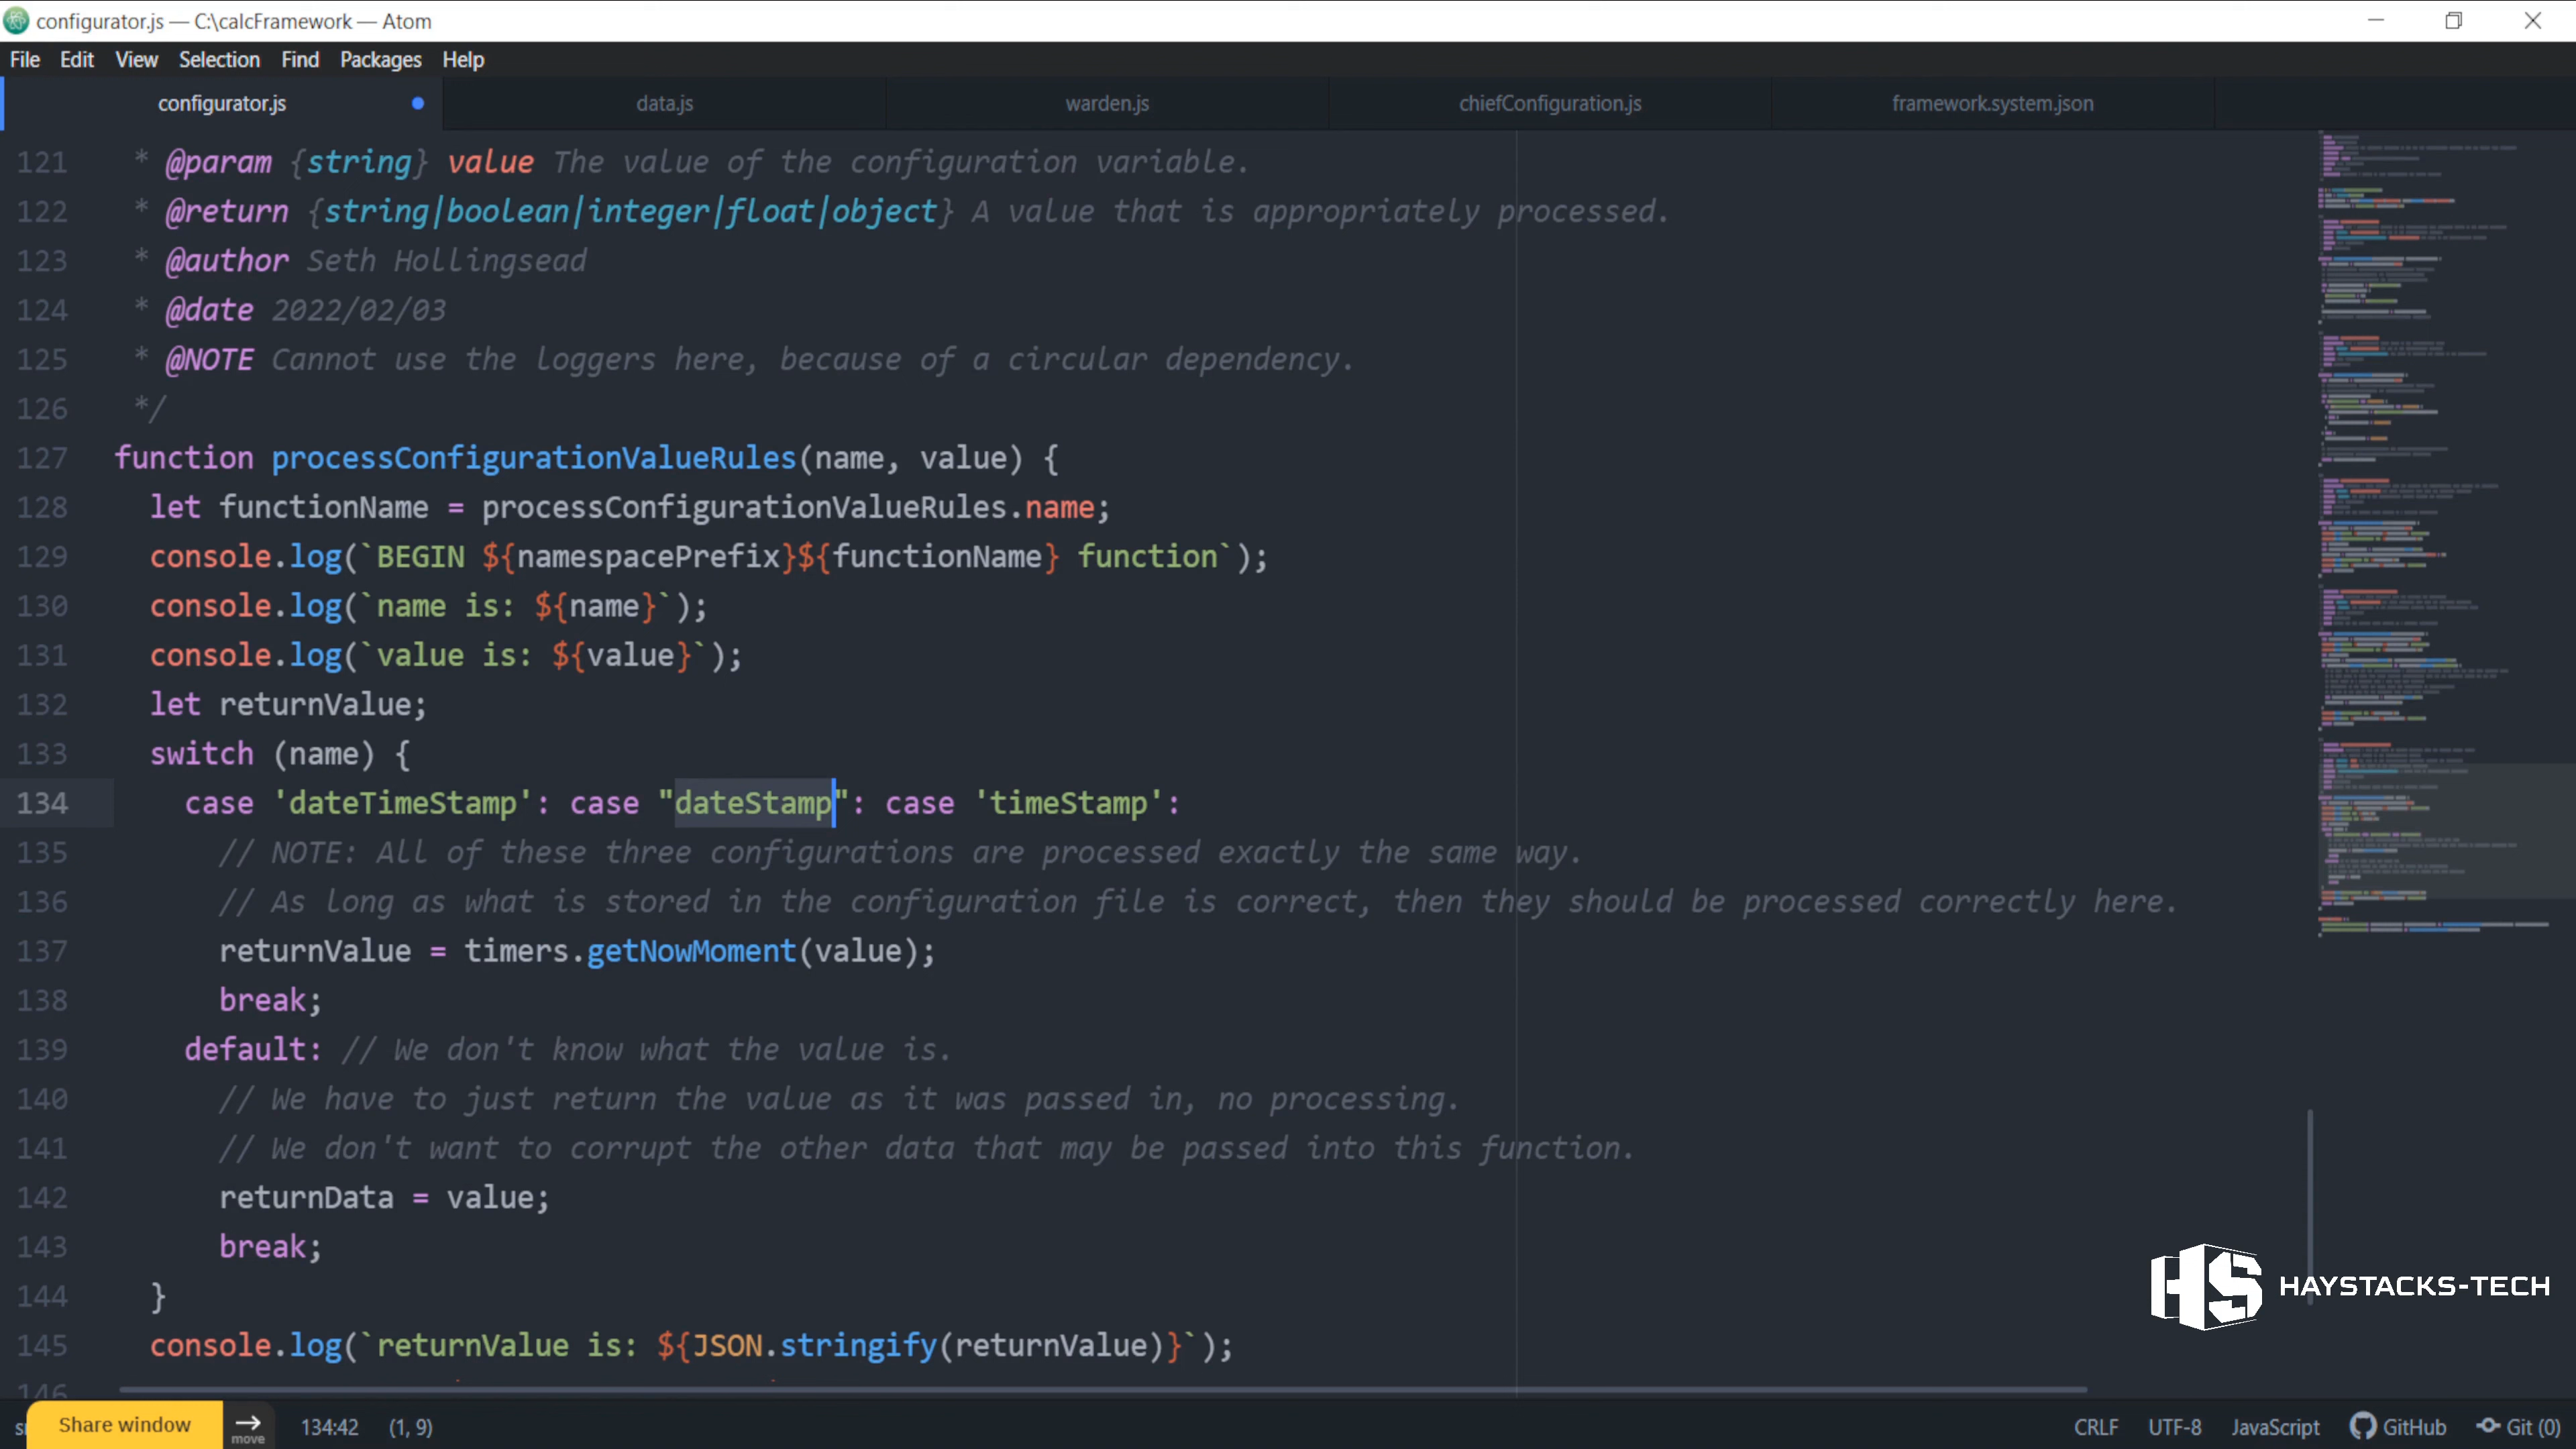 configurator.js — C:\calcFramework — Atom
File Edit View Selection Find Packages Help
configurator.js data.js warden.js chiefConfiguration.js framework.system.json
121 * @param {string} value The value of the configuration variable.
122 * @return {string|boolean|integer|float|object} A value that is appropriately processed.
123 * @author Seth Hollingsead
124 * @date 2022/02/03
125 * @NOTE Cannot use the loggers here, because of a circular dependency.
126 */
127 function processConfigurationValueRules(name, value) {
128 let functionName = processConfigurationValueRules.name;
129 console.log(`BEGIN ${namespacePrefix}${functionName} function`);
130 console.log(`name is: ${name}`);
131 console.log(`value is: ${value}`);
132 let returnValue;
133 switch (name) {
134 case 'dateTimeStamp': case "dateStamp": case 'timeStamp':
135 // NOTE: All of these three configurations are processed exactly the same way.
136 // As long as what is stored in the configuration file is correct, then they should be processed correctly here.
137 returnValue = timers.getNowMoment(value);
138 break;
139 default: // We don't know what the value is.
140 // We have to just return the value as it was passed in, no processing.
141 // We don't want to corrupt the other data that may be passed into this function.
142 returnData = value;
143 break;
144 }
145 console.log(`returnValue is: ${JSON.stringify(returnValue)}`);
146
HS HAYSTACKS-TECH
Share window move 134:42 (1, 9) CRLF UTF-8 JavaScript GitHub Git (0)